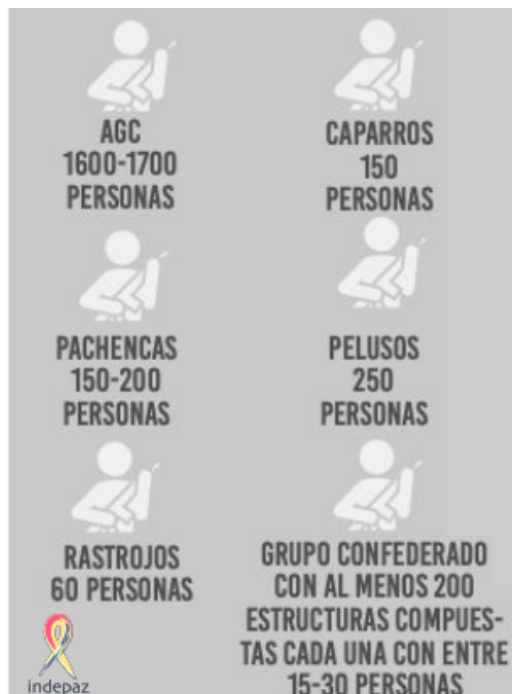 AGC
1600-1700
PERSONAS
CAPARROS
150
PERSONAS
PACHENCAS
150-200
PERSONAS
PELUSOS
250
PERSONAS
RASTROJOS
60 PERSONAS
GRUPO CONFEDERADO
CON AL MENOS 200
ESTRUCTURAS COMPUES-
TAS CADA UNA CON ENTRE
15-30 PERSONAS
indepaz